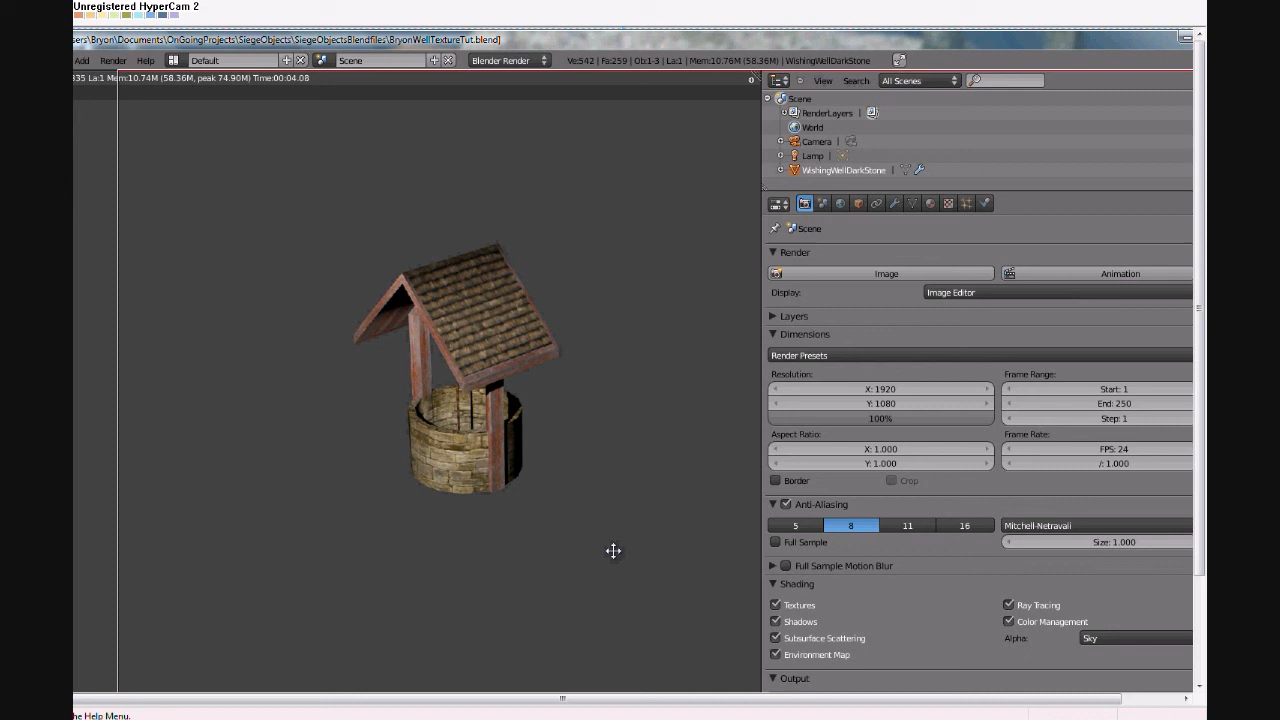 Unregistered HyperCam 2
sers\Bryon\Documents\OnGoingProjects\SiegeObjects\SiegeObjectsBlendfiles\BryonWellTextureTut.blend]
Add Render Help Default Scene Blender Render Ve:542 | Fa:259 | Ob:1-3 | La:1 | Mem:10.76M (58.36M) | WishingWellDarkStone
335 La:1 Mem:10.74M (58.36M, peak 74.90M) Time:00:04.08
View Search All Scenes
Scene
RenderLayers |
World
Camera |
Lamp |
WishingWellDarkStone |
Scene
Render
Image Animation
Display: Image Editor
Layers
Dimensions
Render Presets
Resolution: Frame Range:
X: 1920 Start: 1
Y: 1080 End: 250
100% Step: 1
Aspect Ratio: Frame Rate:
X: 1.000 FPS: 24
Y: 1.000 /: 1.000
Border Crop
Anti-Aliasing
5 8 11 16 Mitchell-Netravali
Full Sample Size: 1.000
Full Sample Motion Blur
Shading
Textures Ray Tracing
Shadows Color Management
Subsurface Scattering Alpha: Sky
Environment Map
Output
he Help Menu.